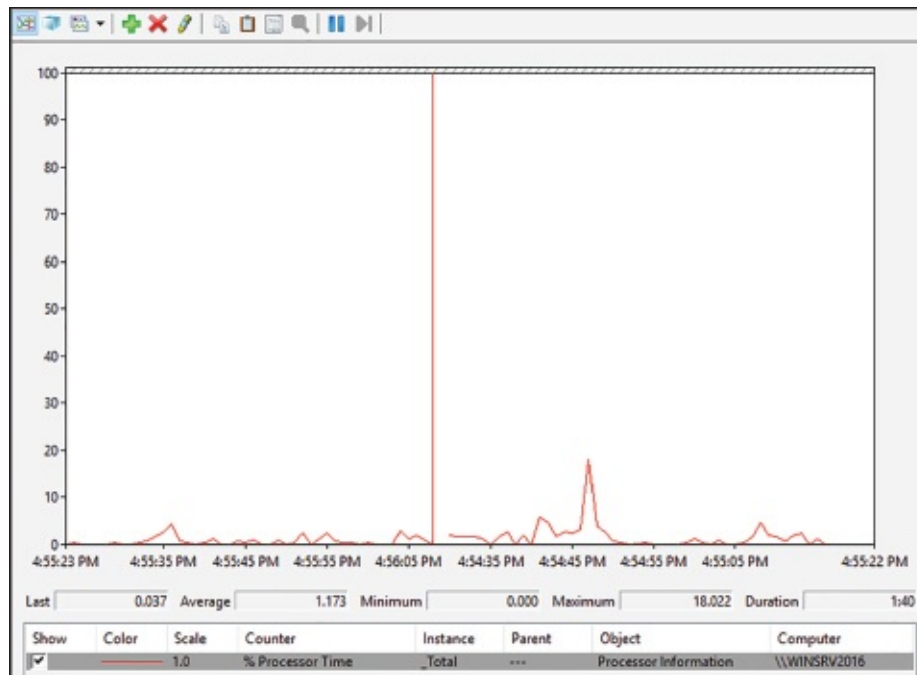 100
90
80
70
60
50
40
30
20
10
0
4:55:23 PM 4:55:35 PM 4:55:45 PM 4:55:55 PM 4:56:05 PM 4:54:35 PM 4:54:45 PM 4:54:55 PM 4:55:05 PM 4:55:22 PM
Last 0.037 Average 1.173 Minimum 0.000 Maximum 18.022 Duration 1:40
Show Color Scale Counter Instance Parent Object Computer
1.0 % Processor Time _Total --- Processor Information \\WINSRV2016